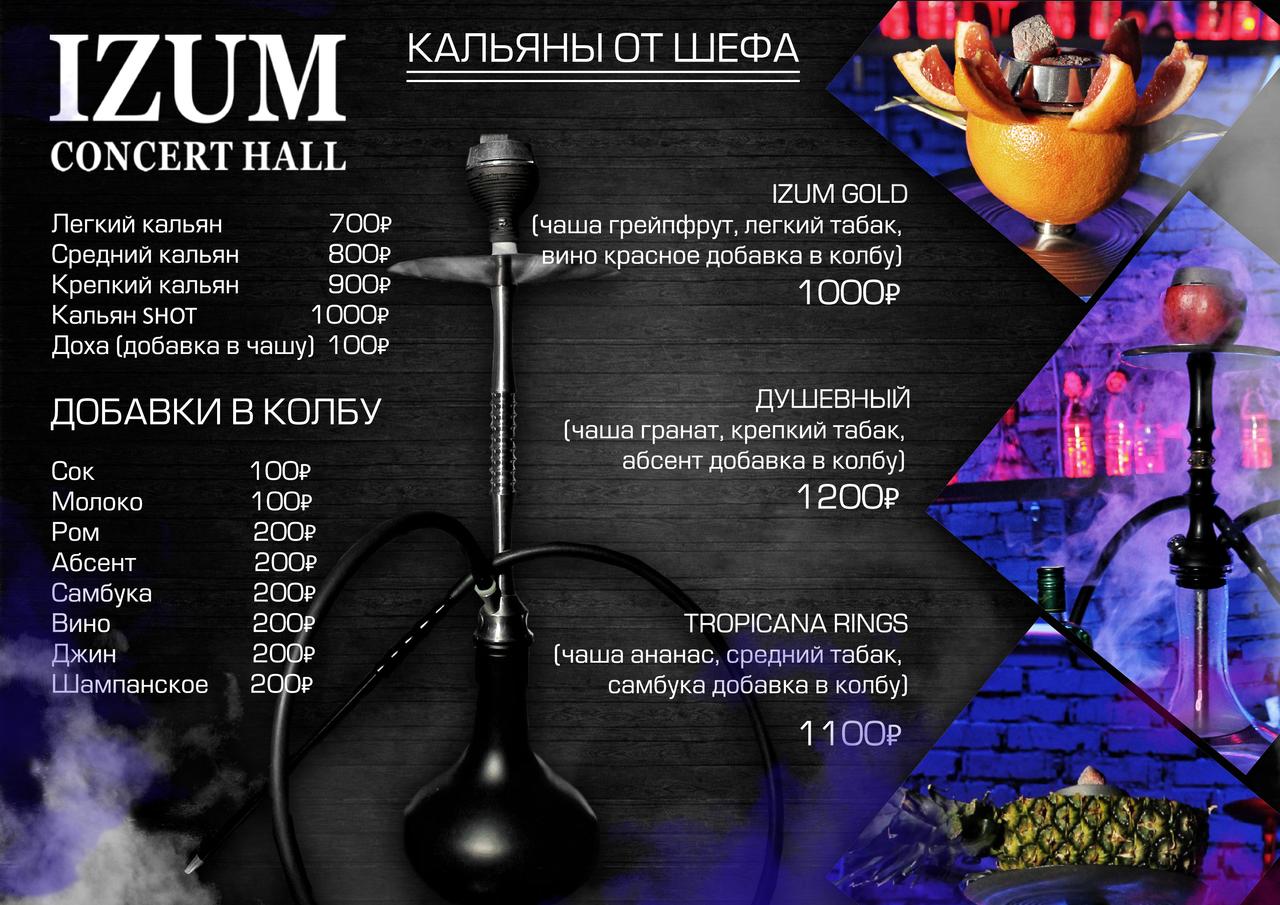 IZUM
CONCERT HALL
КАЛЬЯНЫ ОТ ШЕФА
Легкий кальян 700₽
Средний кальян 800₽
Крепкий кальян 900₽
Кальян SHOT 1000₽
Доха (добавка в чашу) 100₽
ДОБАВКИ В КОЛБУ
Сок 100₽
Молоко 100₽
Ром 200₽
Абсент 200₽
Самбука 200₽
Вино 200₽
Джин 200₽
Шампанское 200₽
IZUM GOLD
(чаша грейпфрут, легкий табак,
вино красное добавка в колбу)
1000₽
ДУШЕВНЫЙ
(чаша гранат, крепкий табак,
абсент добавка в колбу)
1200₽
TROPICANA RINGS
(чаша ананас, средний табак,
самбука добавка в колбу)
1100₽